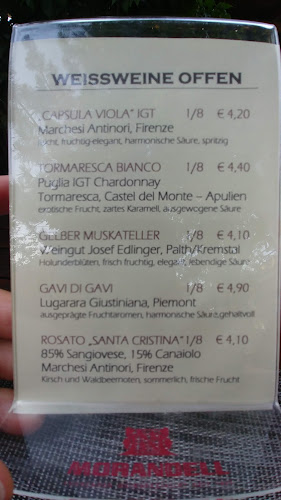 WEISSWEINE OFFEN
„CAPSULA VIOLA" IGT 1/8 € 4,20
Marchesi Antinori, Firenze
leicht, fruchtig-elegant, harmonische Säure, spritzig
TORMARESCA BIANCO 1/8 € 4,40
Puglia IGT Chardonnay
Tormaresca, Castel del Monte – Apulien
exotische Frucht, zartes Karamell, ausgewogene Säure
GELBER MUSKATELLER 1/8 € 4,10
Weingut Josef Edlinger, Palth/Kremstal
Holunderblüten, frisch fruchtig, elegant, lebendige Säure
GAVI DI GAVI 1/8 € 4,90
Lugarara Giustiniana, Piemont
ausgeprägte Fruchtaromen, harmonische Säure, gehaltvoll
ROSATO „SANTA CRISTINA" 1/8 € 4,10
85% Sangiovese, 15% Canaiolo
Marchesi Antinori, Firenze
Kirsch und Waldbeernoten, sommerlich, frische Frucht
MORANDELL